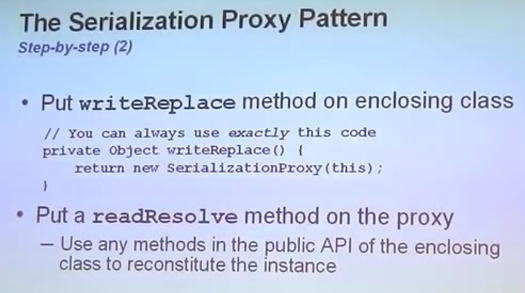 The Serialization Proxy Pattern
Step-by-step (2)
• Put writeReplace method on enclosing class
// You can always use exactly this code
private Object writeReplace() {
return new SerializationProxy(this);
}
• Put a readResolve method on the proxy
– Use any methods in the public API of the enclosing
class to reconstitute the instance